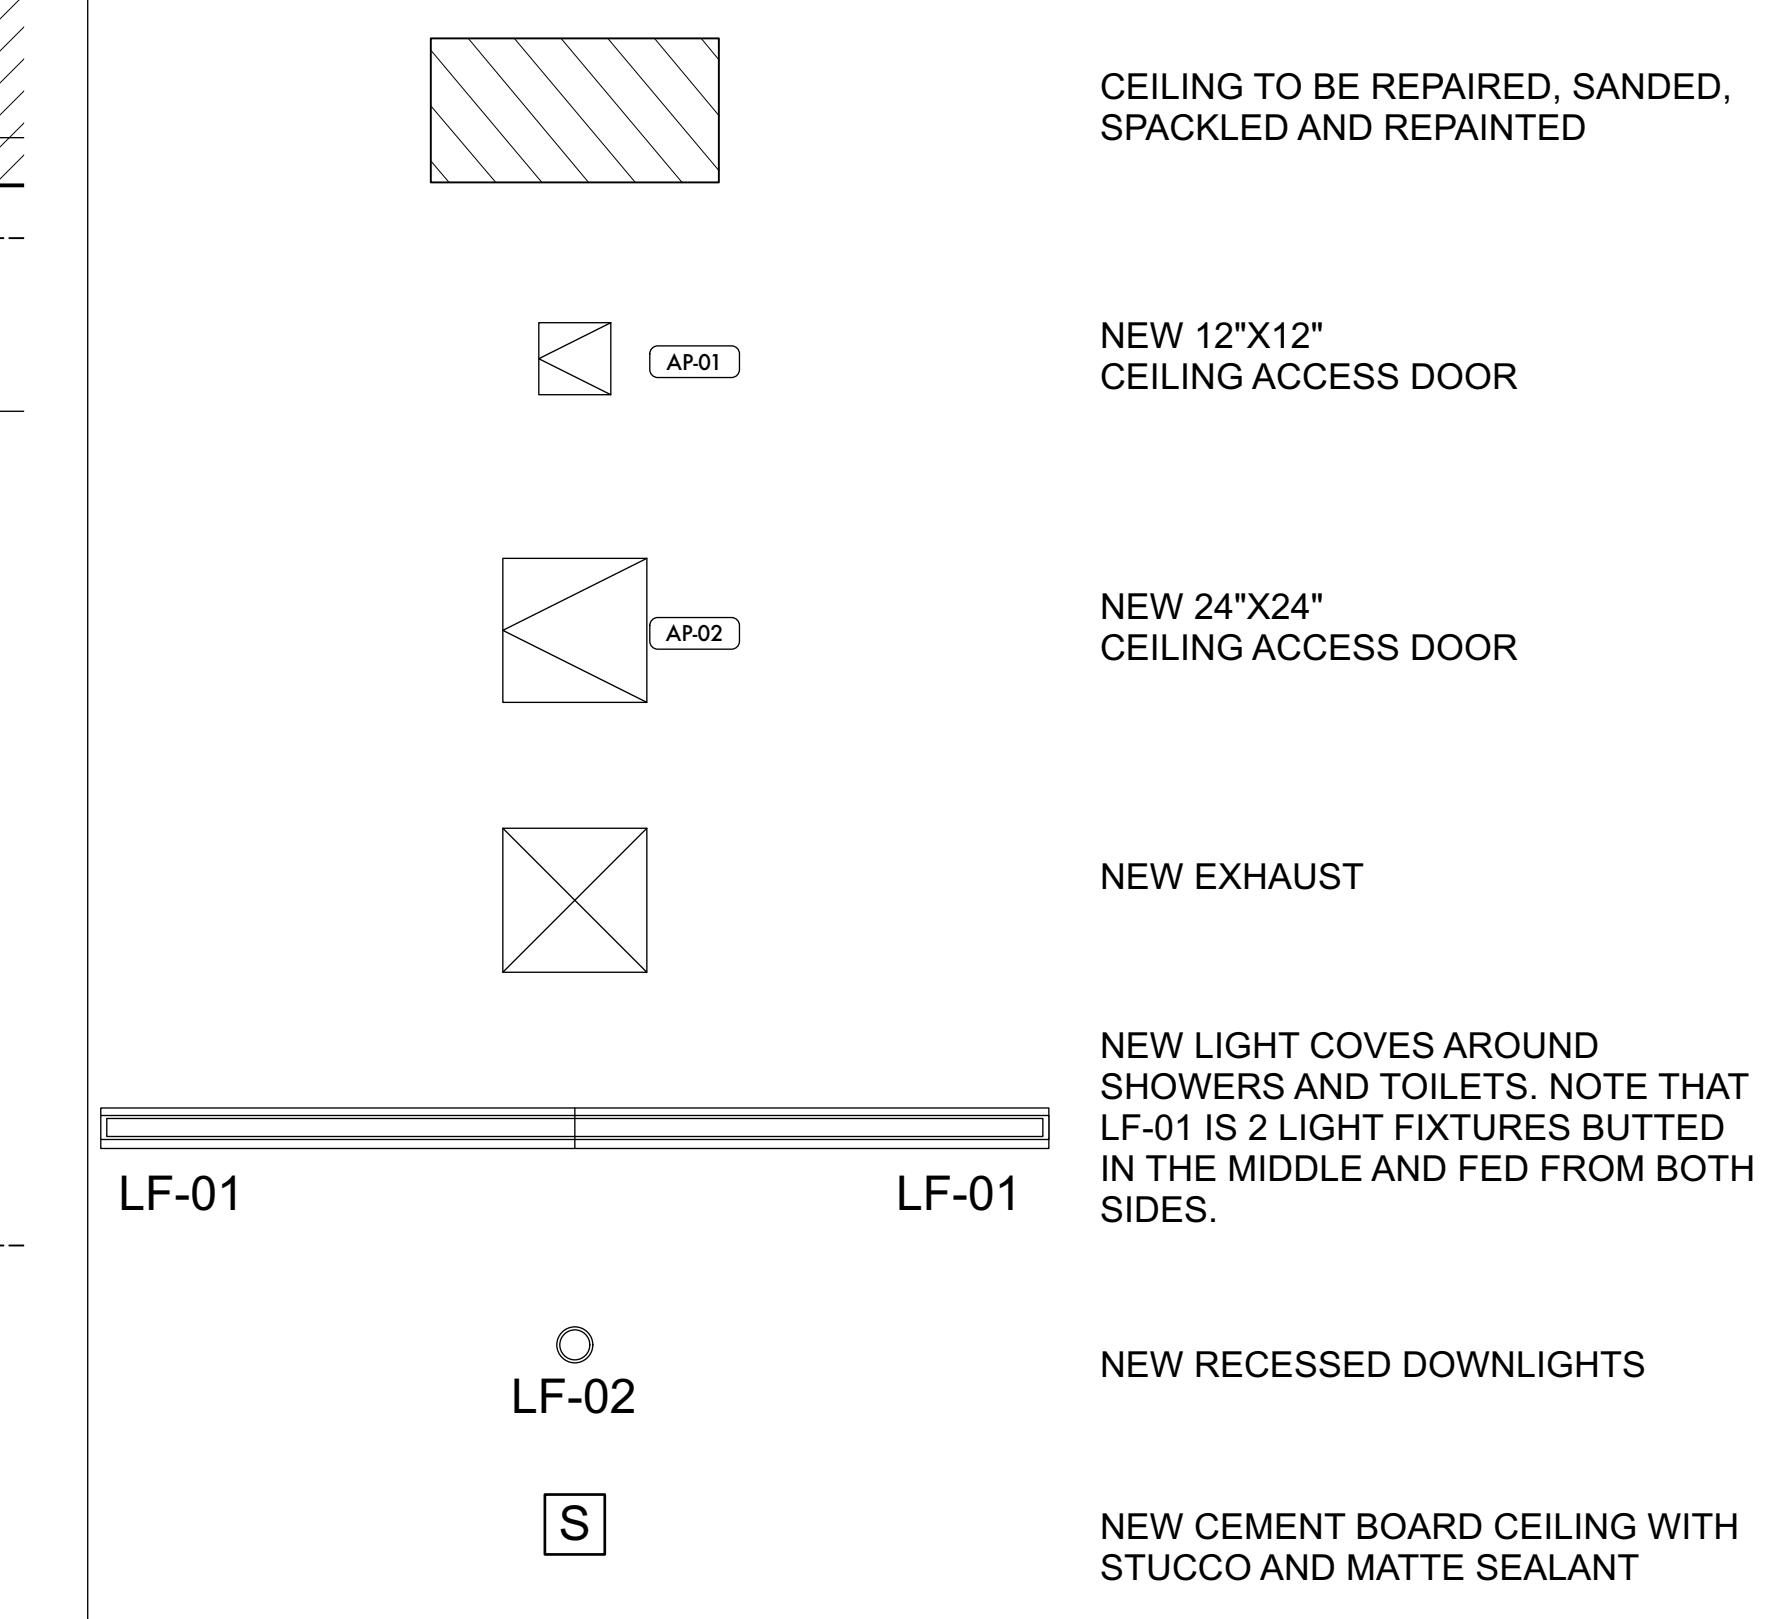 CEILING TO BE REPAIRED, SANDED,
SPACKLED AND REPAINTED
AP-01
NEW 12"X12"
CEILING ACCESS DOOR
AP-02
NEW 24"X24"
CEILING ACCESS DOOR
NEW EXHAUST
LF-01 LF-01
NEW LIGHT COVES AROUND
SHOWERS AND TOILETS. NOTE THAT
LF-01 IS 2 LIGHT FIXTURES BUTTED
IN THE MIDDLE AND FED FROM BOTH
SIDES.
LF-02
NEW RECESSED DOWNLIGHTS
S
NEW CEMENT BOARD CEILING WITH
STUCCO AND MATTE SEALANT